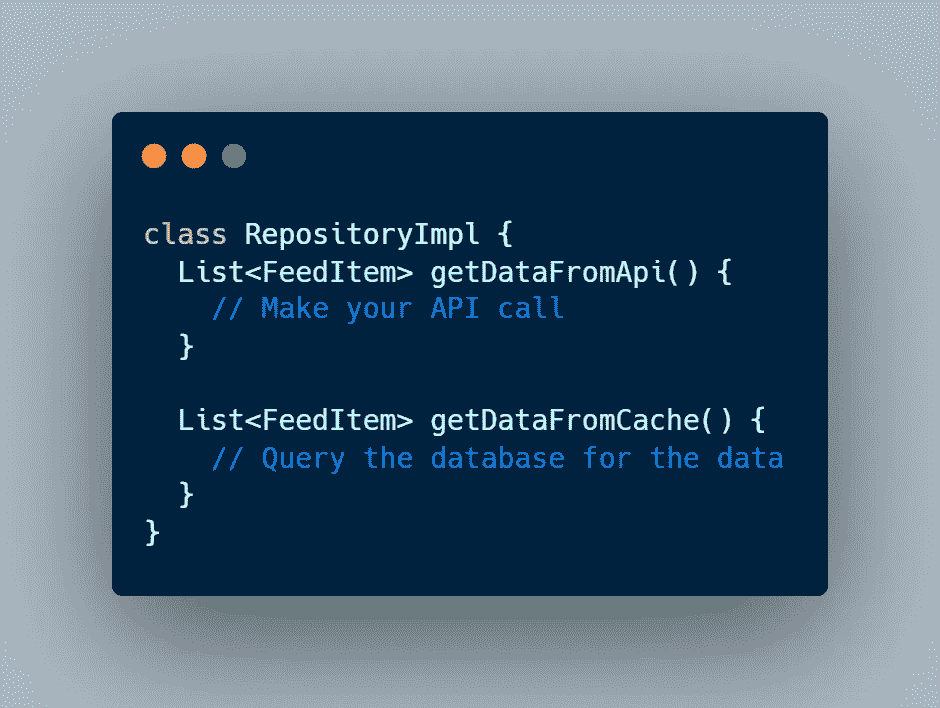 class RepositoryImpl {
  List<FeedItem> getDataFromApi() {
    // Make your API call
  }

  List<FeedItem> getDataFromCache() {
    // Query the database for the data
  }
}